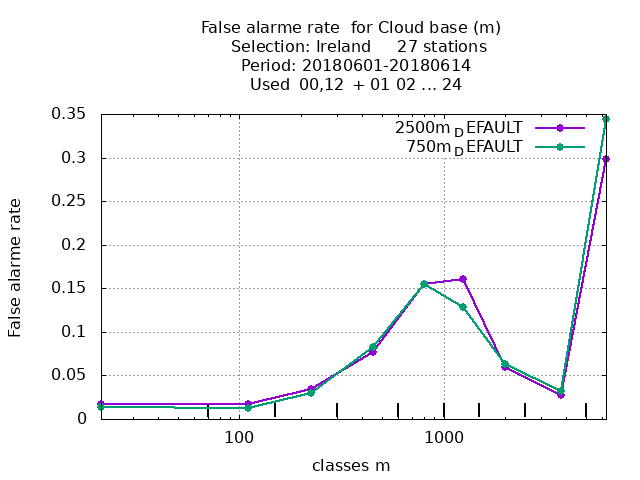 False alarme rate  for Cloud base (m)
Selection: Ireland     27 stations
Period: 20180601-20180614
Used  00,12  + 01 02 ... 24
0.35
0.3
0.25
0.2
0.15
0.1
0.05
0
2500m_DEFAULT
750m_DEFAULT
False alarme rate
100
1000
classes m